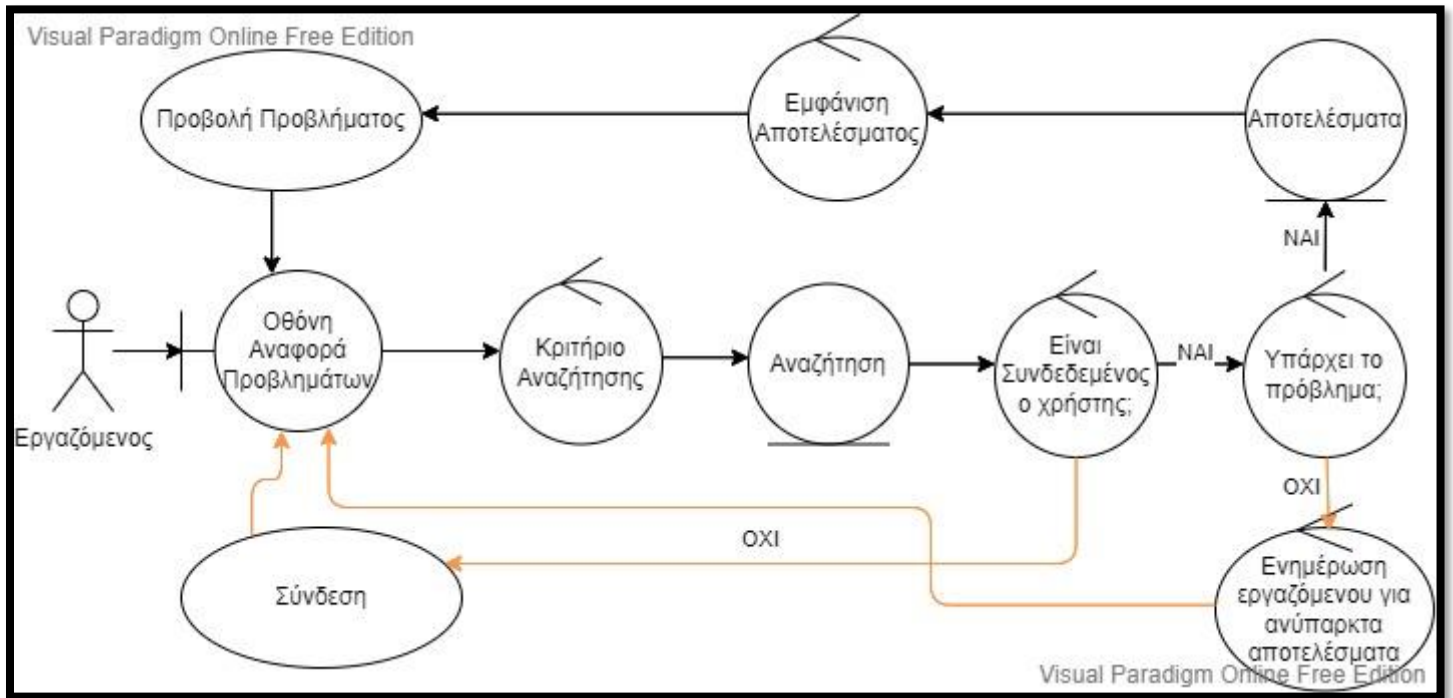 Visual Paradigm Online Free Edition
Προβολή Προβλήματος
Εμφάνιση
Αποτελέσματος
Αποτελέσματα
ΝΑΙ
Οθόνη
Αναφορά
Προβλημάτων
Κριτήριο
Αναζήτησης
Αναζήτηση
Είναι
Συνδεδεμένος
ο χρήστης;
ΝΑΙ
Υπάρχει το
πρόβλημα;
Εργαζόμενος
ΟΧΙ
ΟΧΙ
Σύνδεση
Ενημέρωση
εργαζόμενου για
ανύπαρκτα
αποτελέσματα
Visual Paradigm Online Free Edition